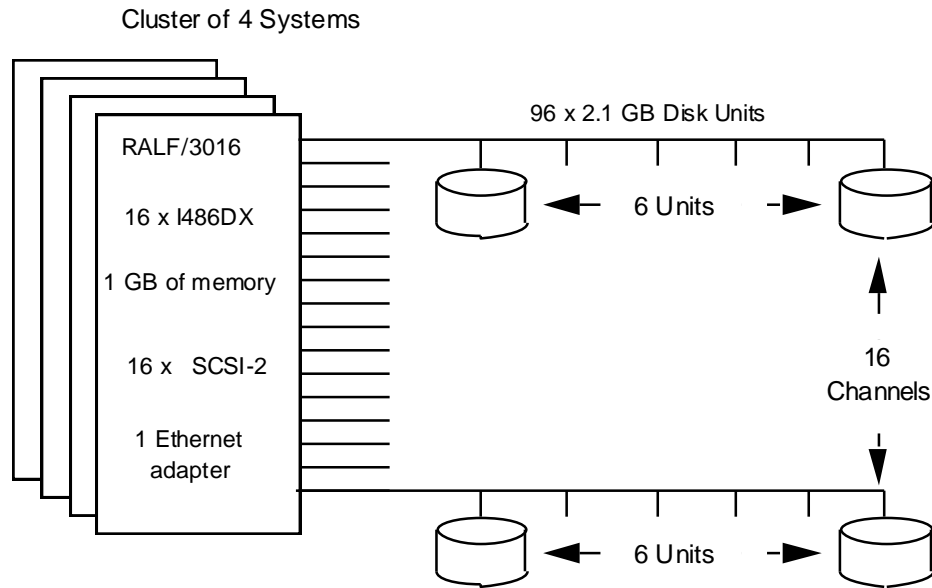 Cluster of 4 Systems
96 x 2.1 GB Disk Units
RALF/3016
16 x I486DX
1 GB of memory
16 x SCSI-2
1 Ethernet
adapter
6 Units
16
Channels
6 Units